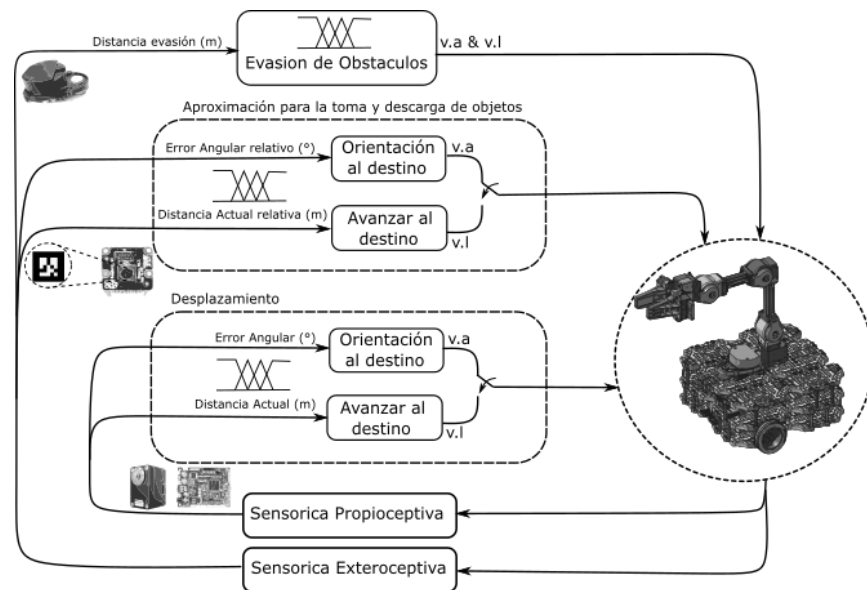 Distancia evasión (m)
Evasion de Obstaculos
v.a & v.l
Aproximación para la toma y descarga de objetos
Error Angular relativo (°)
Orientación
al destino
v.a
Distancia Actual relativa (m)
Avanzar al
destino
v.l
Desplazamiento
Error Angular (°)
Orientación
al destino
v.a
Distancia Actual (m)
Avanzar al
destino
v.l
Sensorica Propioceptiva
Sensorica Exteroceptiva